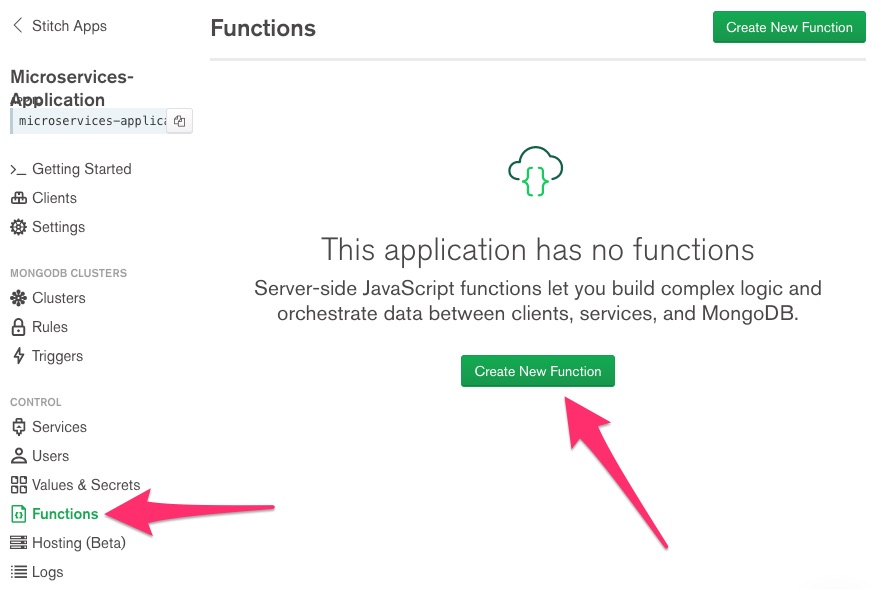 Stitch Apps
Functions
Create New Function
Microservices-
Application
microservices-applica
Getting Started
Clients
Settings
MONGODB CLUSTERS
Clusters
Rules
Triggers
CONTROL
Services
Users
Values & Secrets
Functions
Hosting (Beta)
Logs
This application has no functions
Server-side JavaScript functions let you build complex logic and
orchestrate data between clients, services, and MongoDB.
Create New Function